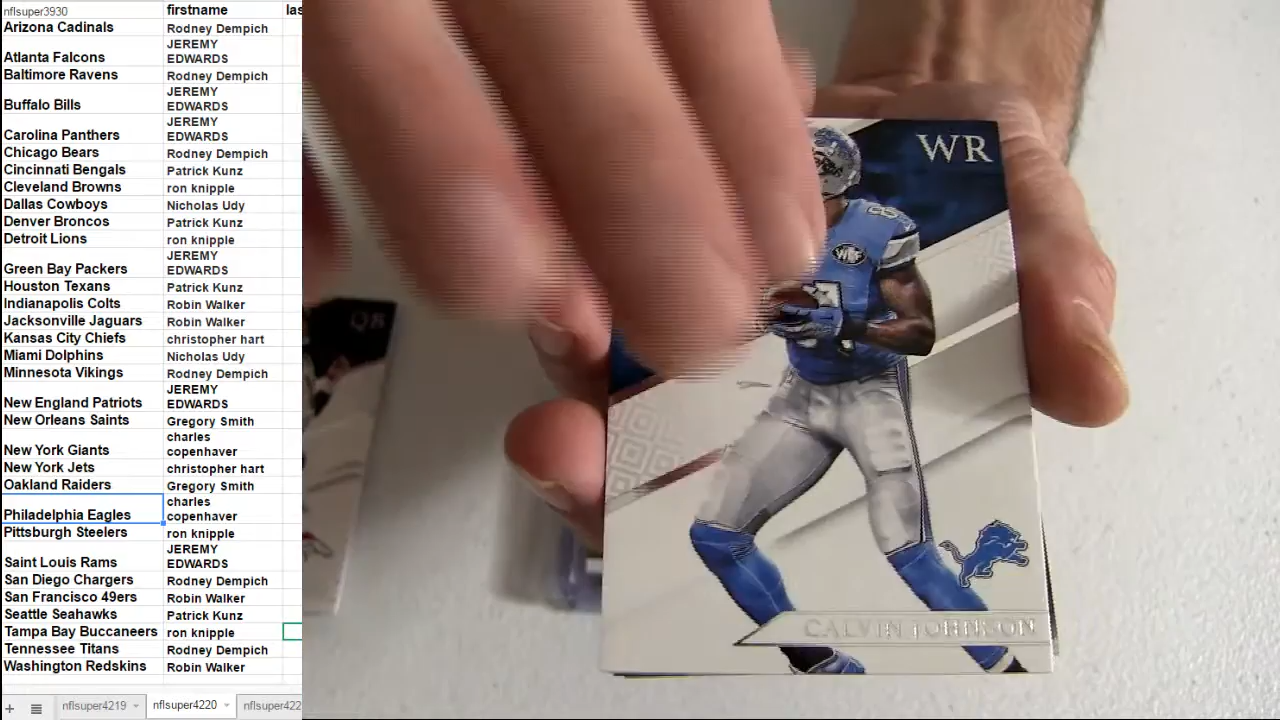 nflsuper3930 firstname las
Arizona Cadinals Rodney Dempich
JEREMY
Atlanta Falcons EDWARDS
Baltimore Ravens Rodney Dempich
JEREMY
Buffalo Bills EDWARDS
JEREMY
Carolina Panthers EDWARDS
Chicago Bears Rodney Dempich
Cincinnati Bengals Patrick Kunz
Cleveland Browns ron knipple
Dallas Cowboys Nicholas Udy
Denver Broncos Patrick Kunz
Detroit Lions ron knipple
JEREMY
Green Bay Packers EDWARDS
Houston Texans Patrick Kunz
Indianapolis Colts Robin Walker
Jacksonville Jaguars Robin Walker
Kansas City Chiefs christopher hart
Miami Dolphins Nicholas Udy
Minnesota Vikings Rodney Dempich
JEREMY
New England Patriots EDWARDS
New Orleans Saints Gregory Smith
charles
New York Giants copenhaver
New York Jets christopher hart
Oakland Raiders Gregory Smith
charles
Philadelphia Eagles copenhaver
Pittsburgh Steelers ron knipple
JEREMY
Saint Louis Rams EDWARDS
San Diego Chargers Rodney Dempich
San Francisco 49ers Robin Walker
Seattle Seahawks Patrick Kunz
Tampa Bay Buccaneers ron knipple
Tennessee Titans Rodney Dempich
Washington Redskins Robin Walker
nflsuper4219 nflsuper4220 nflsuper422
WR
WCF
CALVIN JOHNSON
QB